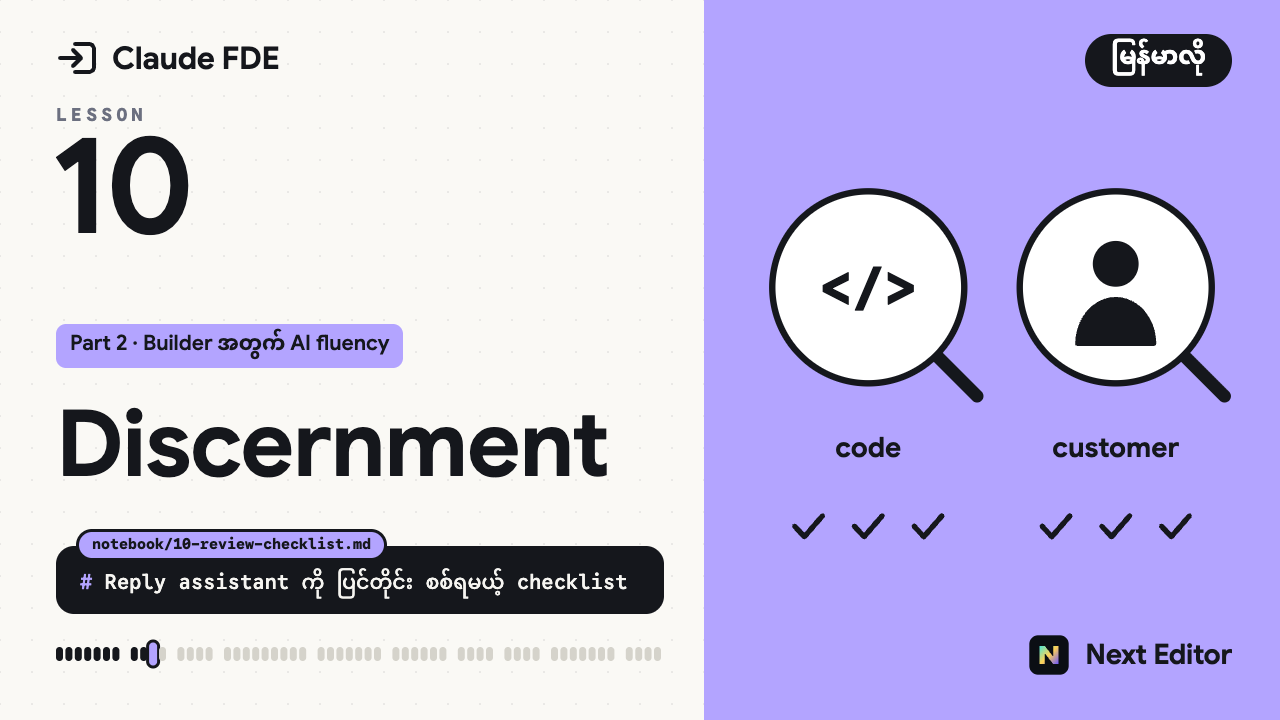 Claude FDE
LESSON
10
Part 2 · Builder အတွက် AI fluency
Discernment
notebook/10-review-checklist.md
# Reply assistant ကို ပြင်တိုင်း စစ်ရမယ့် checklist
မြန်မာလို
</>
code
customer
N
Next Editor